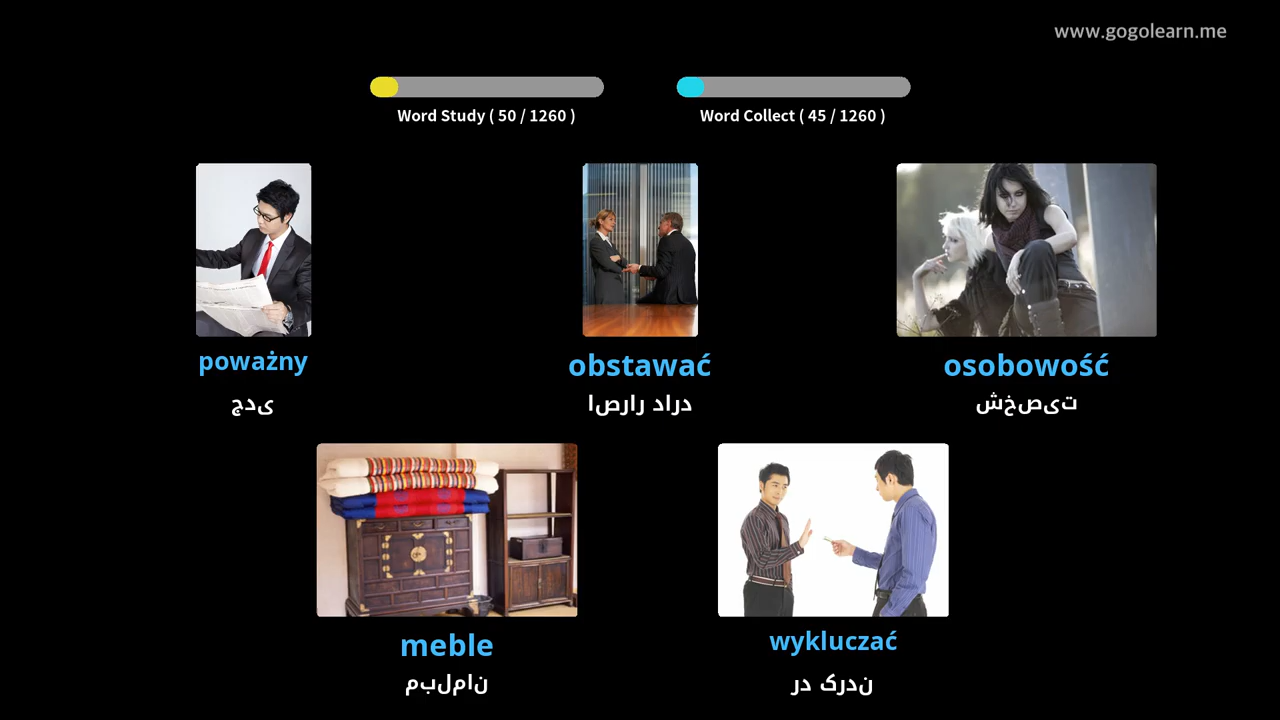 www.gogolearn.me
Word Study ( 50 / 1260 )
Word Collect ( 45 / 1260 )
poważny
جدی
obstawać
اصرار دارد
osobowość
شخصیت
meble
مبلمان
wykluczać
رد کردن